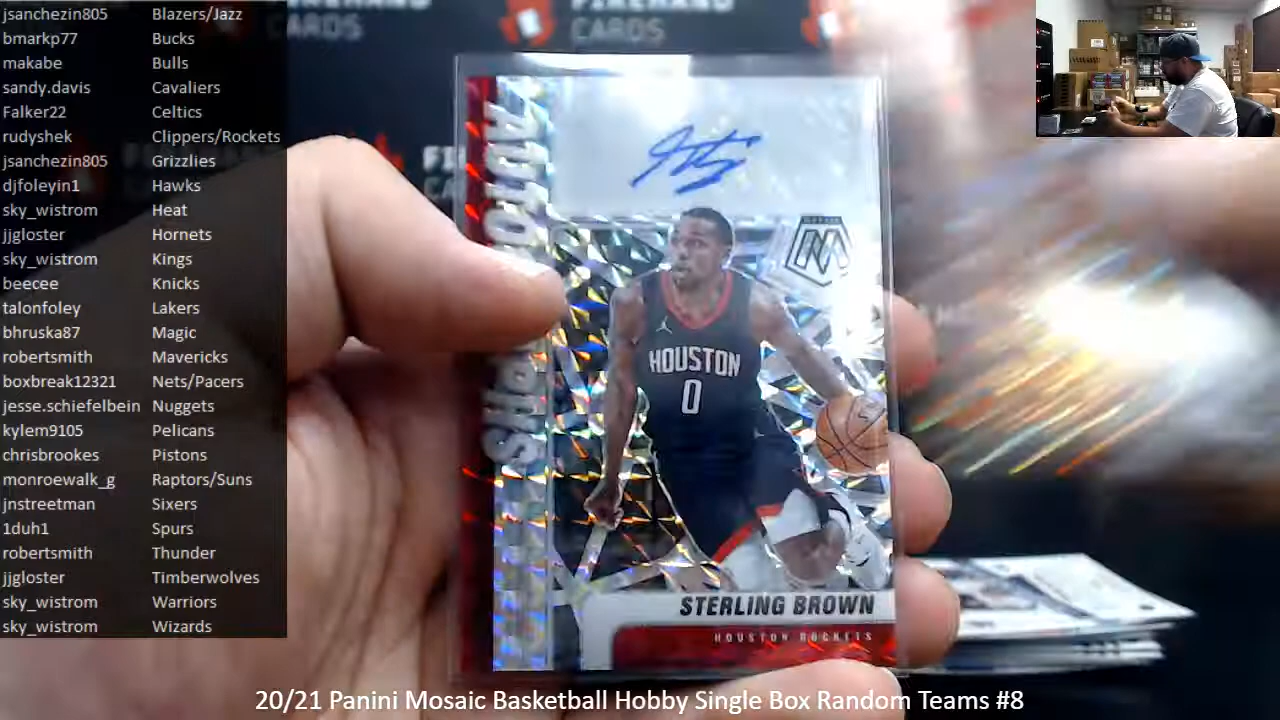 jsanchezin805 Blazers/Jazz
bmarkp77 Bucks
makabe Bulls
sandy.davis Cavaliers
Falker22 Celtics
rudyshek Clippers/Rockets
jsanchezin805 Grizzlies
djfoleyin1 Hawks
sky_wistrom Heat
jjgloster Hornets
sky_wistrom Kings
beecee Knicks
talonfoley Lakers
bhruska87 Magic
robertsmith Mavericks
boxbreak12321 Nets/Pacers
jesse.schiefelbein Nuggets
kylem9105 Pelicans
chrisbrookes Pistons
monroewalk_g Raptors/Suns
jnstreetman Sixers
1duh1 Spurs
robertsmith Thunder
jjgloster Timberwolves
sky_wistrom Warriors
sky_wistrom Wizards
CARDS
CARDS
HOUSTON
0
STERLING BROWN
HOUSTON ROCKETS
20/21 Panini Mosaic Basketball Hobby Single Box Random Teams #8